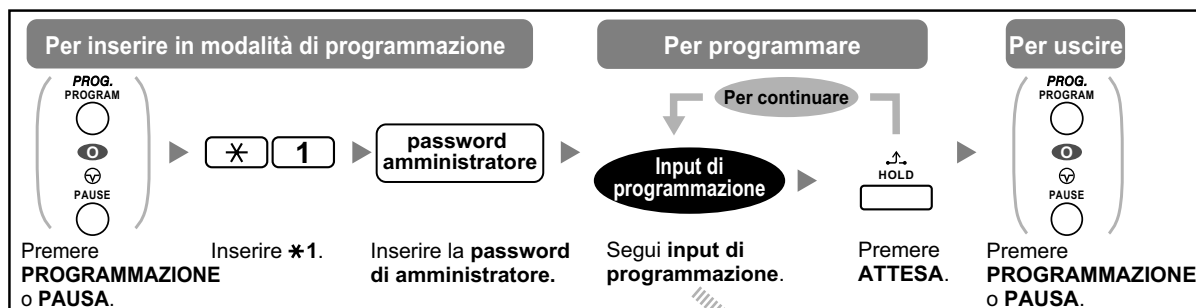 Per inserire in modalità di programmazione
Per programmare
Per uscire
PROG.
PROGRAM
O
PAUSE
✱ 1
password
amministratore
Per continuare
Input di
programmazione
HOLD
PROG.
PROGRAM
O
PAUSE
Premere
PROGRAMMAZIONE
o PAUSA.
Inserire ✱1.
Inserire la password
di amministratore.
Segui input di
programmazione.
Premere
ATTESA.
Premere
PROGRAMMAZIONE
o PAUSA.